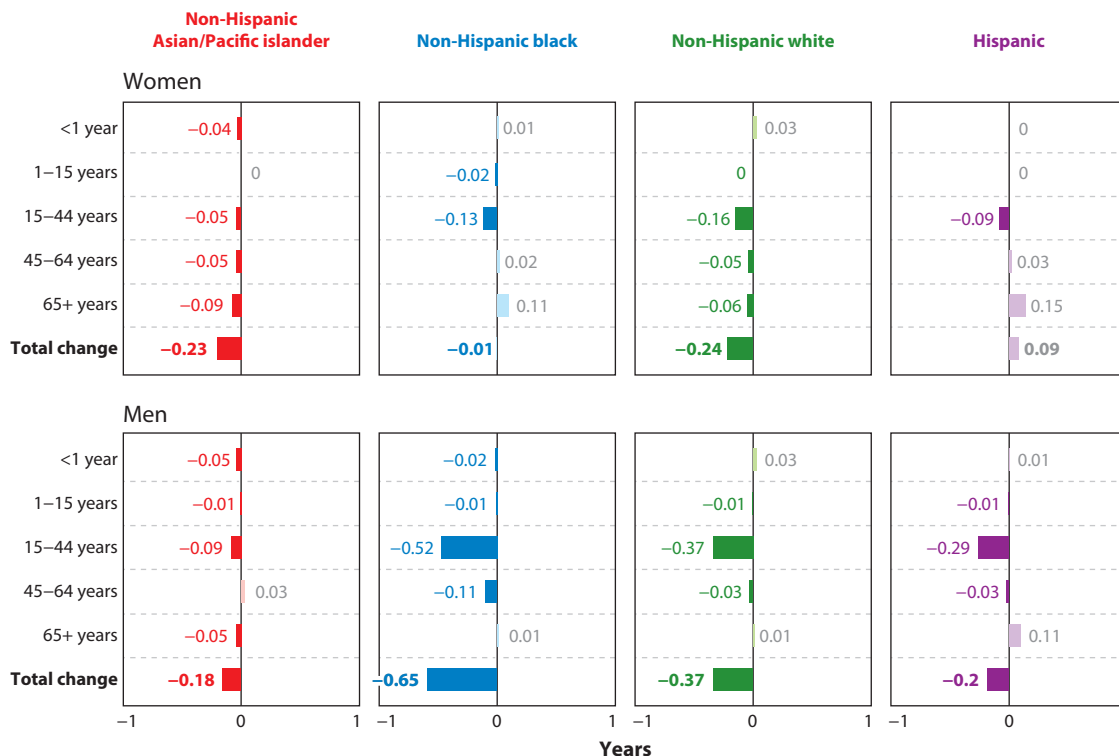 Non-Hispanic
Asian/Pacific islander
Non-Hispanic black
Non-Hispanic white
Hispanic
Women
<1 year
−0.04
0.01
0.03
0
1−15 years
0
−0.02
0
0
15−44 years
−0.05
−0.13
−0.16
−0.09
45−64 years
−0.05
0.02
−0.05
0.03
65+ years
−0.09
0.11
−0.06
0.15
Total change
−0.23
−0.01
−0.24
0.09
Men
<1 year
−0.05
−0.02
0.03
0.01
1−15 years
−0.01
−0.01
−0.01
−0.01
15−44 years
−0.09
−0.52
−0.37
−0.29
45−64 years
0.03
−0.11
−0.03
−0.03
65+ years
−0.05
0.01
0.01
0.11
Total change
−0.18
−0.65
−0.37
−0.2
−1 0 1
−1 0 1
−1 0 1
−1 0
Years